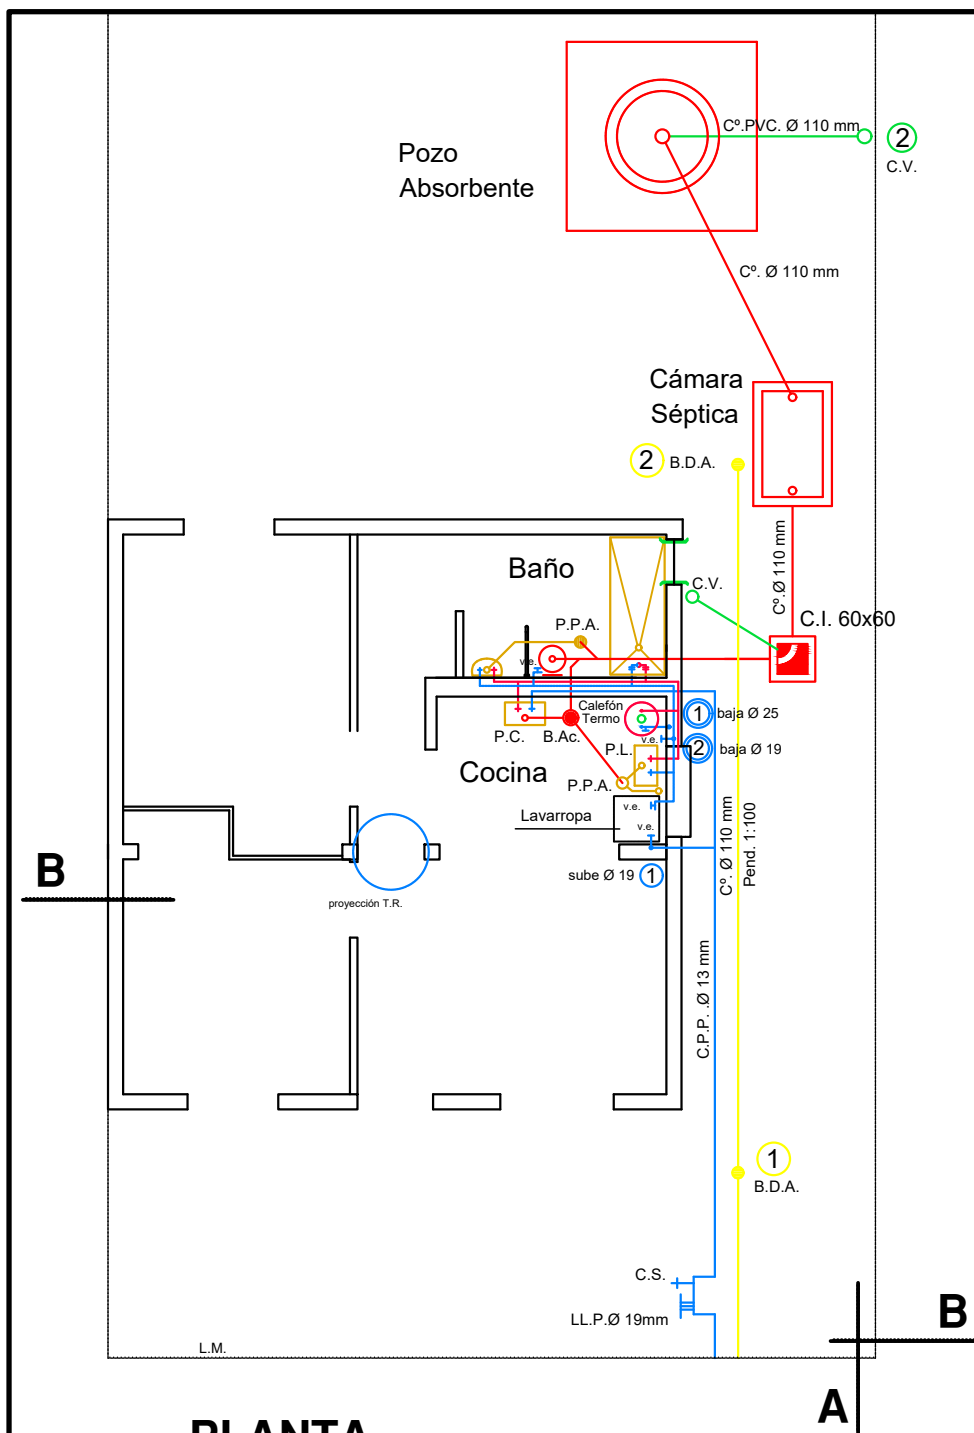 Cº.PVC. Ø 110 mm
2
C.V.
Pozo
Absorbente
Cº. Ø 110 mm
Cámara
Séptica
2 B.D.A.
Cº.Ø 110 mm
Baño
C.V.
C.I. 60x60
P.P.A.
v.e.
Calefón
Termo
1 baja Ø 25
P.C.
B.Ac.
v.e.
P.L.
2 baja Ø 19
Cocina
P.P.A.
v.e.
Lavarropa
v.e.
Cº. Ø 110 mm
Pend. 1:100
sube Ø 19 1
B
proyección T.R.
C.P.P. .Ø 13 mm
1
B.D.A.
C.S.
LL.P.Ø 19mm
B
L.M.
A
PLANTA